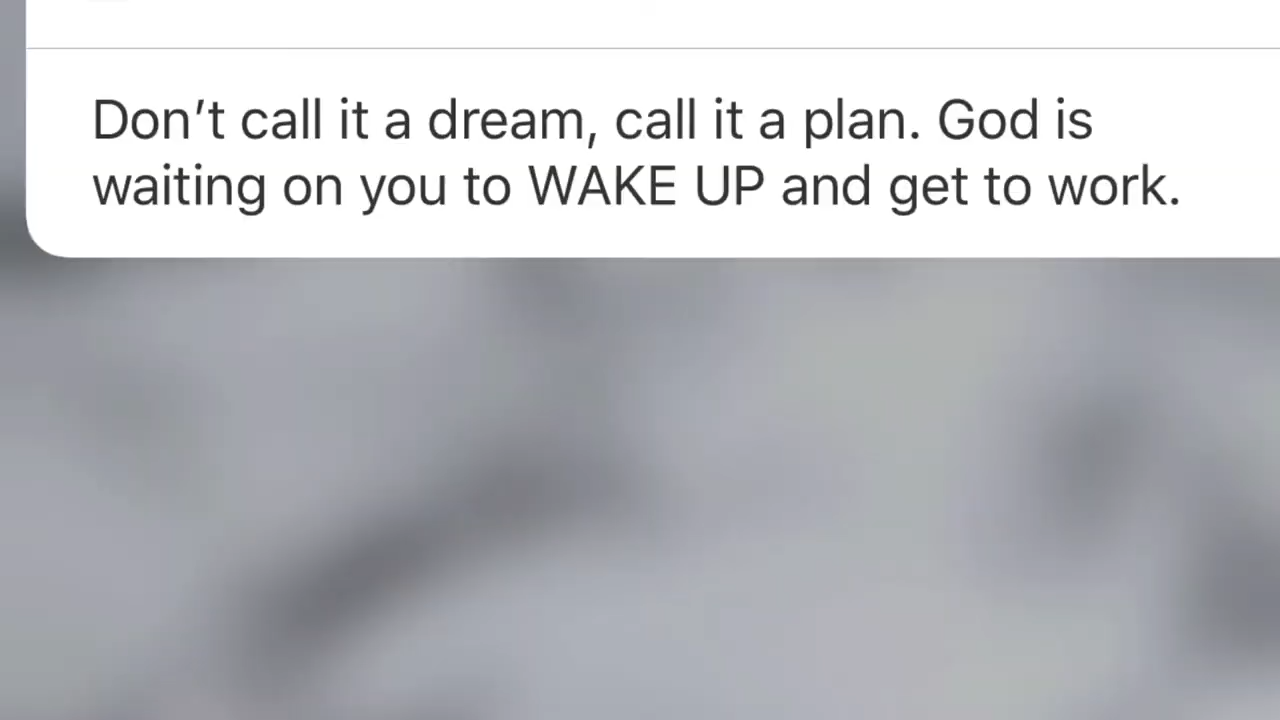 Don’t call it a dream, call it a plan. God is
waiting on you to WAKE UP and get to work.